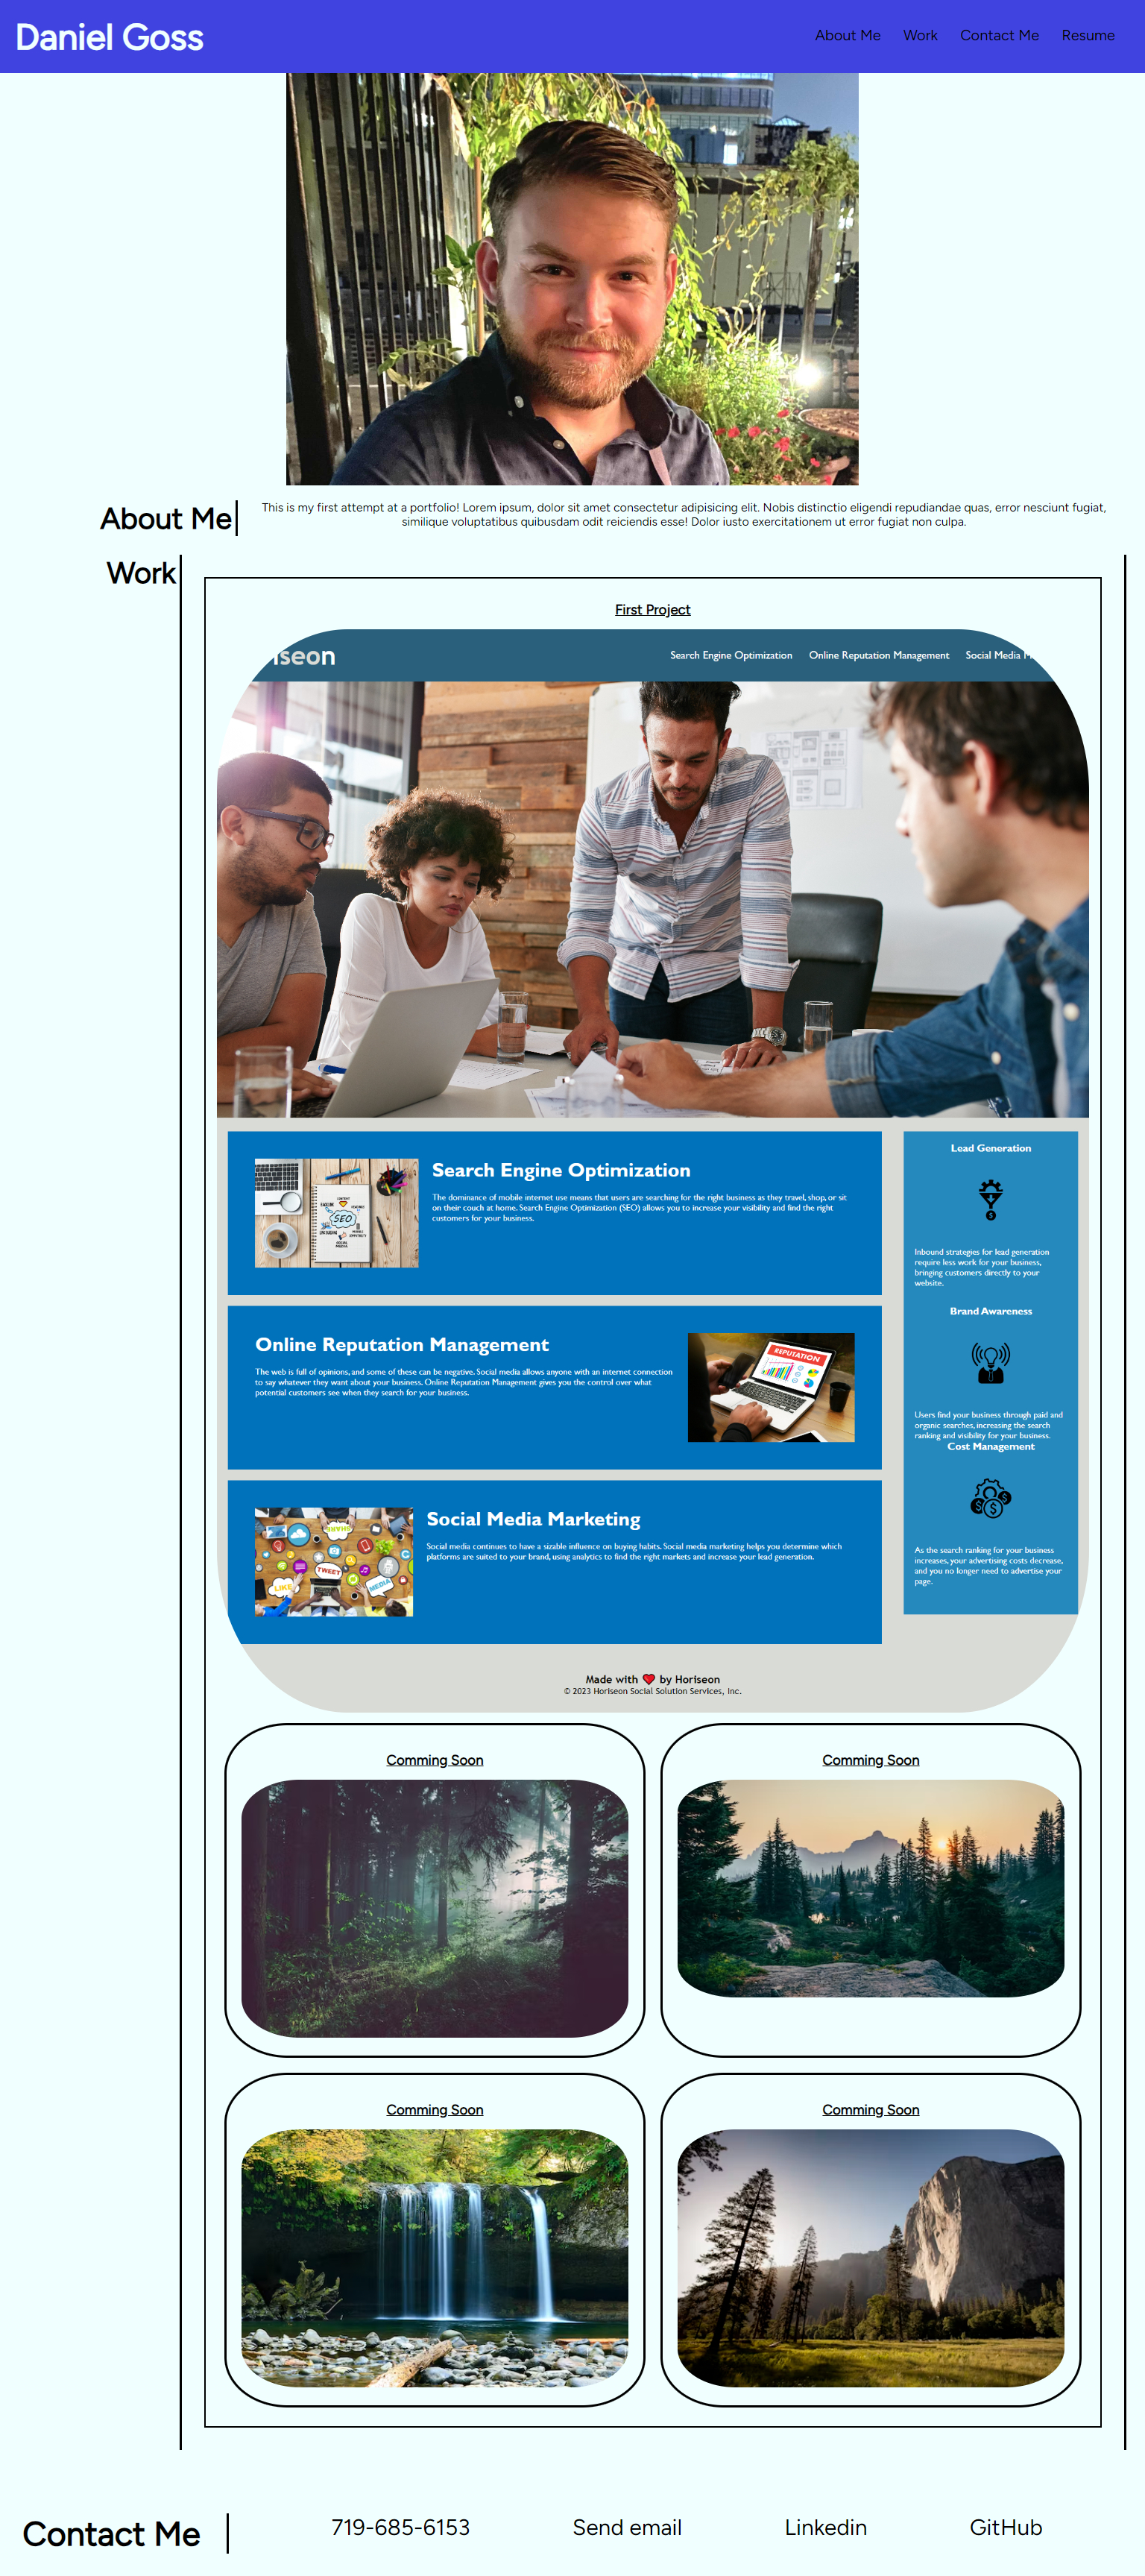 Daniel Goss
About Me Work Contact Me Resume
About Me
This is my first attempt at a portfolio! Lorem ipsum, dolor sit amet consectetur adipisicing elit. Nobis distinctio eligendi repudiandae quas, error nesciunt fugiat,
similique voluptatibus quibusdam odit reiciendis esse! Dolor iusto exercitationem ut error fugiat non culpa.
Work
First Project
iseon
Search Engine Optimization Online Reputation Management Social Media M
Search Engine Optimization
The dominance of mobile internet use means that users are searching for the right business as they travel, shop, or sit
on their couch at home. Search Engine Optimization (SEO) allows you to increase your visibility and find the right
customers for your business.
SEO
Online Reputation Management
The web is full of opinions, and some of these can be negative. Social media allows anyone with an internet connection
to say whatever they want about your business. Online Reputation Management gives you the control over what
potential customers see when they search for your business.
REPUTATION
Social Media Marketing
Social media continues to have a sizable influence on buying habits. Social media marketing helps you determine which
platforms are suited to your brand, using analytics to find the right markets and increase your lead generation.
SHARE
TWEET
LIKE
MEDIA
Lead Generation
Inbound strategies for lead generation
require less work for your business,
bringing customers directly to your
website.
Brand Awareness
Users find your business through paid and
organic searches, increasing the search
ranking and visibility for your business.
Cost Management
As the search ranking for your business
increases, your advertising costs decrease,
and you no longer need to advertise your
page.
Made with ❤️ by Horiseon
© 2023 Horiseon Social Solution Services, Inc.
Comming Soon
Comming Soon
Comming Soon
Comming Soon
Contact Me
719-685-6153 Send email Linkedin GitHub